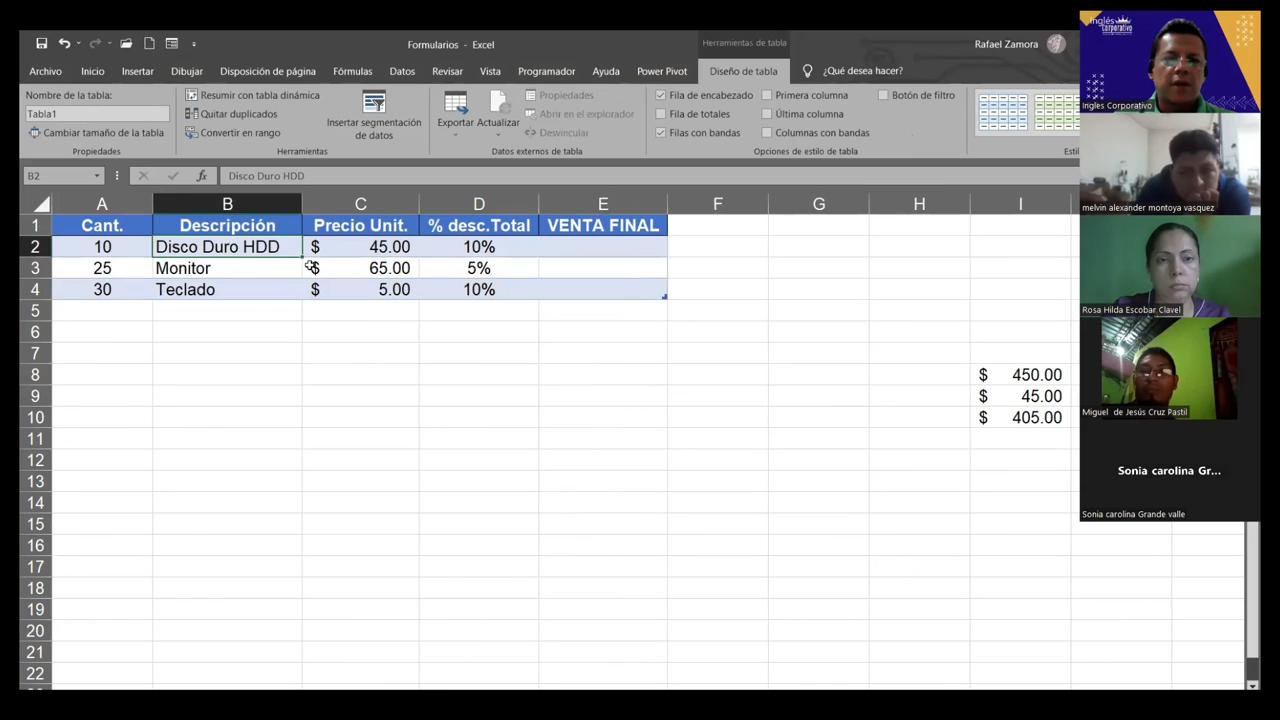 Formularios - Excel
Herramientas de tabla
Rafael Zamora
Archivo Inicio Insertar Dibujar Disposición de página Fórmulas Datos Revisar Vista Programador Ayuda Power Pivot Diseño de tabla ¿Qué desea hacer?
Nombre de la tabla:
Tabla1
Cambiar tamaño de la tabla
Propiedades
Resumir con tabla dinámica
Quitar duplicados
Convertir en rango
Herramientas
Insertar segmentación
de datos
Exportar
Actualizar
Propiedades
Abrir en el explorador
Desvincular
Datos externos de tabla
Fila de encabezado
Primera columna
Botón de filtro
Fila de totales
Última columna
Filas con bandas
Columnas con bandas
Opciones de estilo de tabla
Estil
B2
fx
Disco Duro HDD
A B C D E F G H I
1 Cant. Descripción Precio Unit. % desc.Total VENTA FINAL
2 10 Disco Duro HDD $ 45.00 10%
3 25 Monitor $ 65.00 5%
4 30 Teclado $ 5.00 10%
5
6
7
8 $ 450.00
9 $ 45.00
10 $ 405.00
11
12
13
14
15
16
17
18
19
20
21
22
Inglés
corporativo
Ingles Corporativo
melvin alexander montoya vasquez
Rosa Hilda Escobar Clavel
Miguel de Jesús Cruz Pastil
Sonia carolina Gr...
Sonia carolina Grande valle